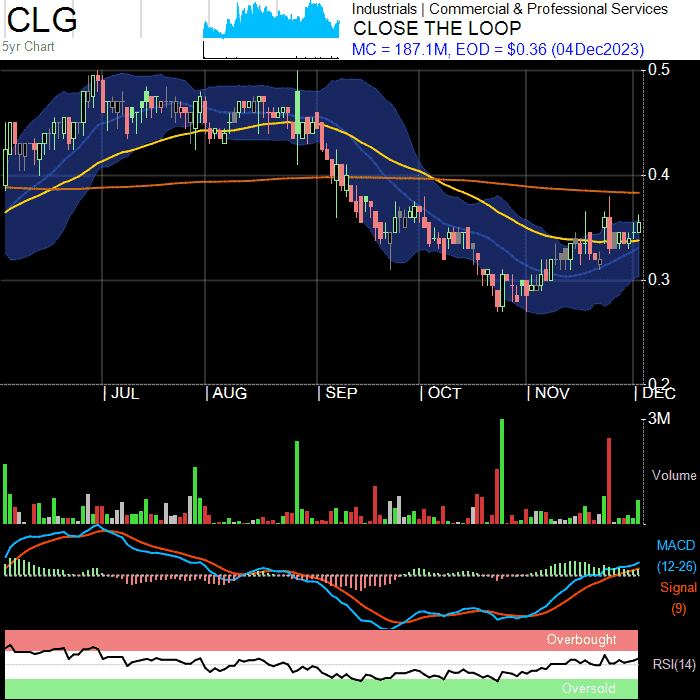 CLG
5yr Chart
Industrials | Commercial & Professional Services
CLOSE THE LOOP
MC = 187.1M, EOD = $0.36 (04Dec2023)
0.5
0.4
0.3
0.2
| JUL
| AUG
| SEP
| OCT
| NOV
| DEC
3M
Volume
MACD
(12-26)
Signal
(9)
Overbought
RSI(14)
Oversold